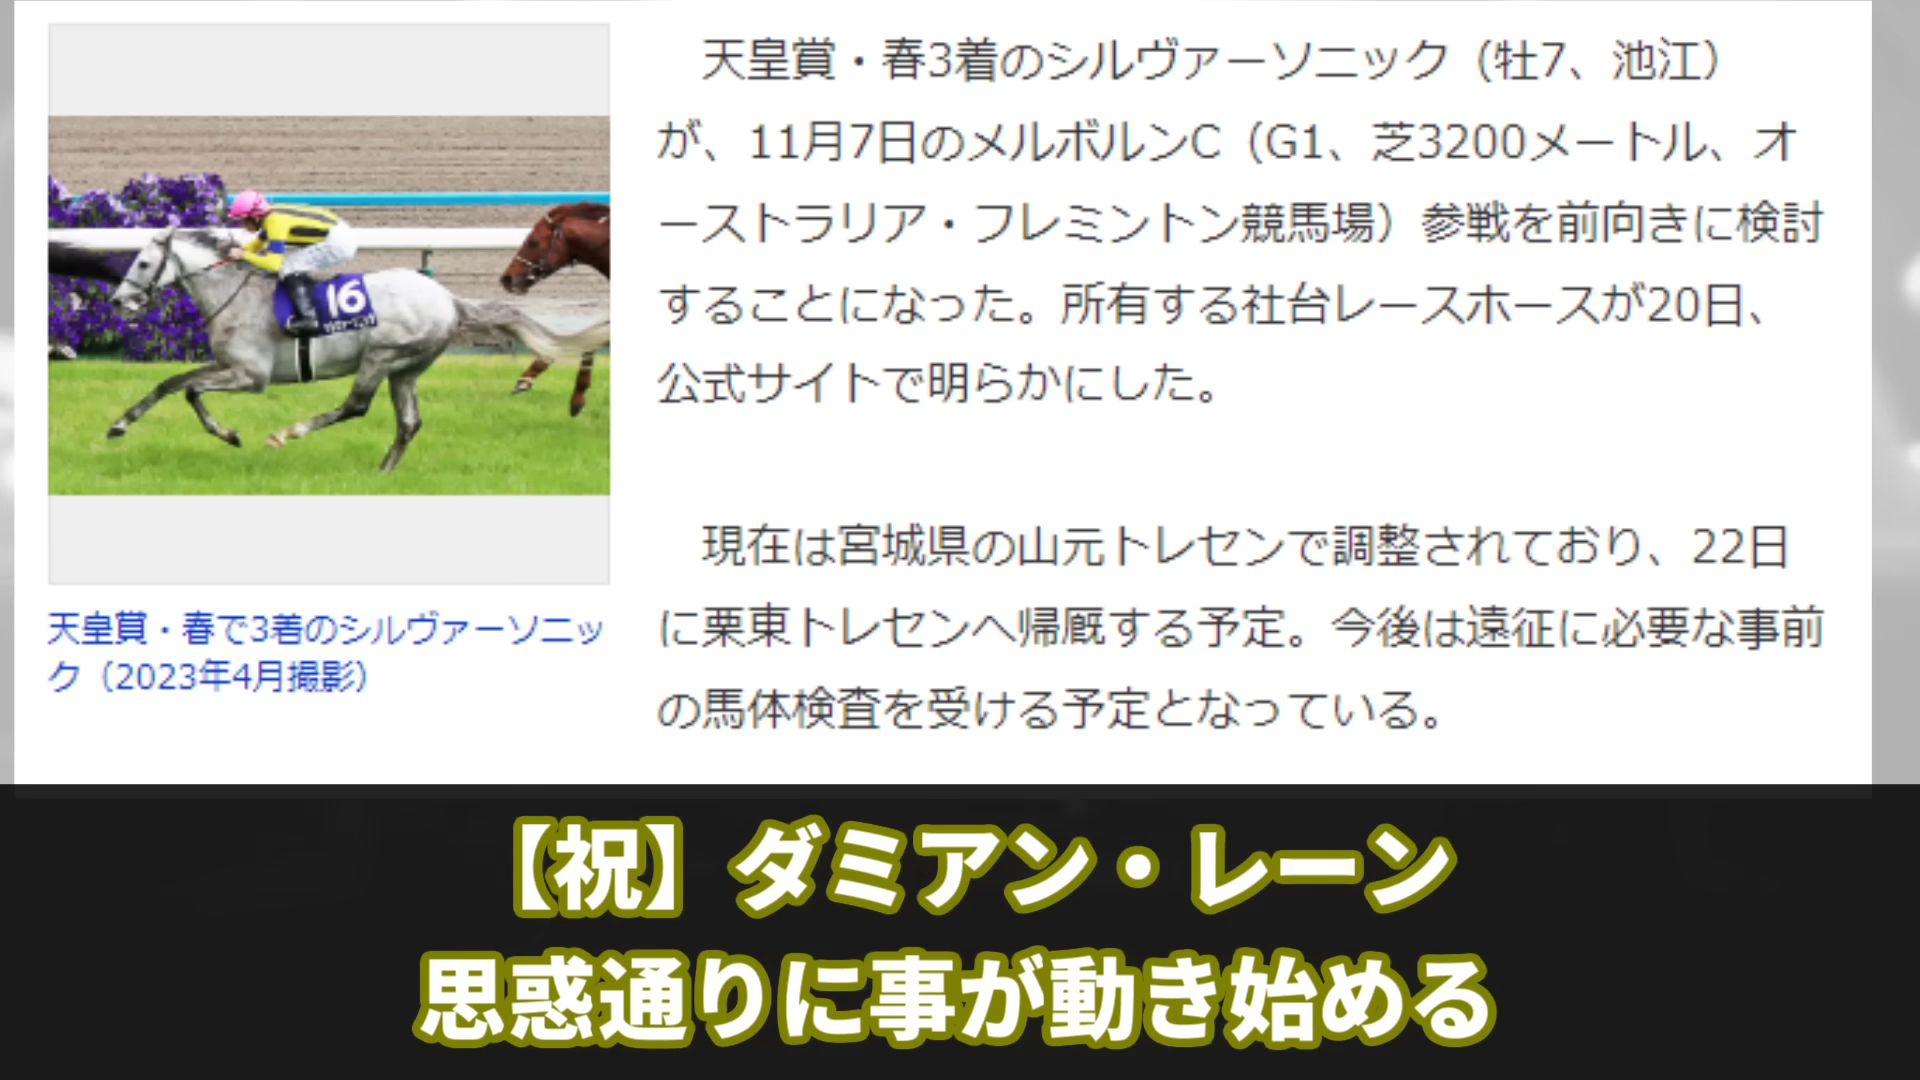 天皇賞・春3着のシルヴァーソニック（牡7、池江）
が、11月7日のメルボルンC（G1、芝3200メートル、オ
ーストラリア・フレミントン競馬場）参戦を前向きに検討
することになった。所有する社台レースホースが20日、
公式サイトで明らかにした。
現在は宮城県の山元トレセンで調整されており、22日
に栗東トレセンへ帰厩する予定。今後は遠征に必要な事前
の馬体検査を受ける予定となっている。
16
天皇賞・春で3着のシルヴァーソニッ
ク（2023年4月撮影）
【祝】ダミアン・レーン
思惑通りに事が動き始める